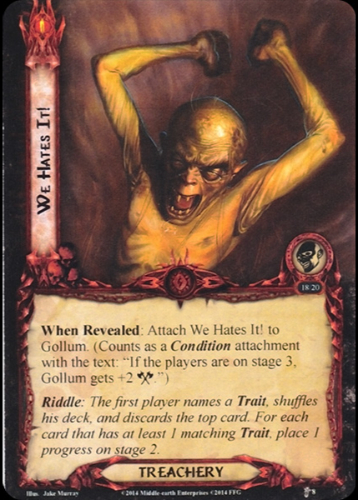 WE HATES IT!
18/20
When Revealed: Attach We Hates It! to
Gollum. (Counts as a Condition attachment
with the text: “If the players are on stage 3,
Gollum gets +2 .”)
Riddle: The first player names a Trait, shuffles
his deck, and discards the top card. For each
card that has at least 1 matching Trait, place 1
progress on stage 2.
TREACHERY
Illus. Jake Murray
©2014 Middle-earth Enterprises ©2014 FFG